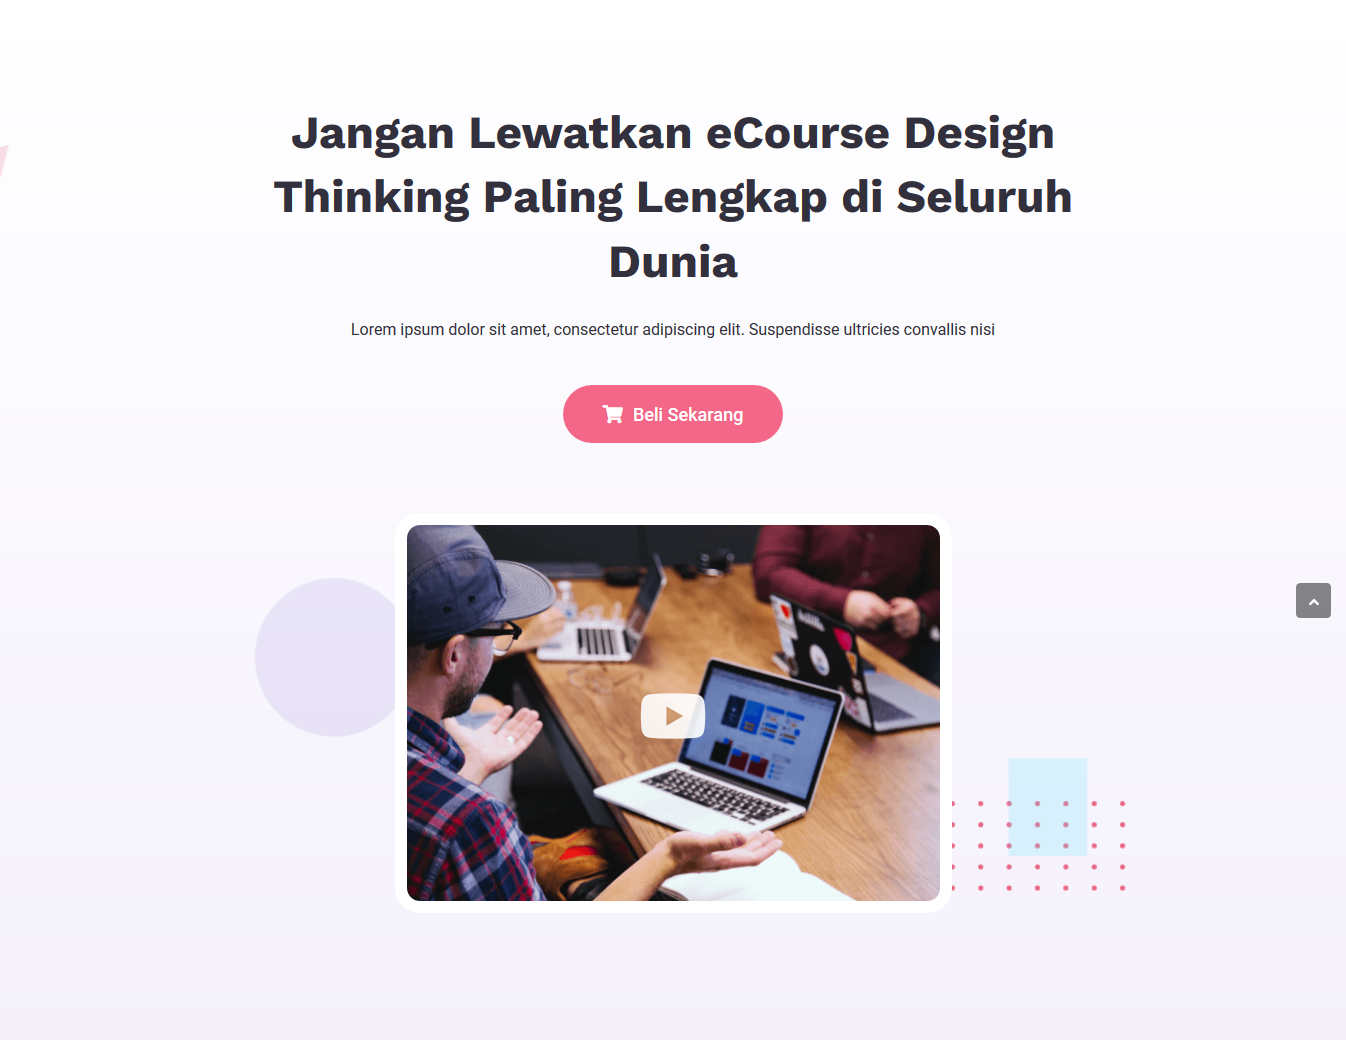 Jangan Lewatkan eCourse Design
Thinking Paling Lengkap di Seluruh
Dunia
Lorem ipsum dolor sit amet, consectetur adipiscing elit. Suspendisse ultricies convallis nisi
Beli Sekarang